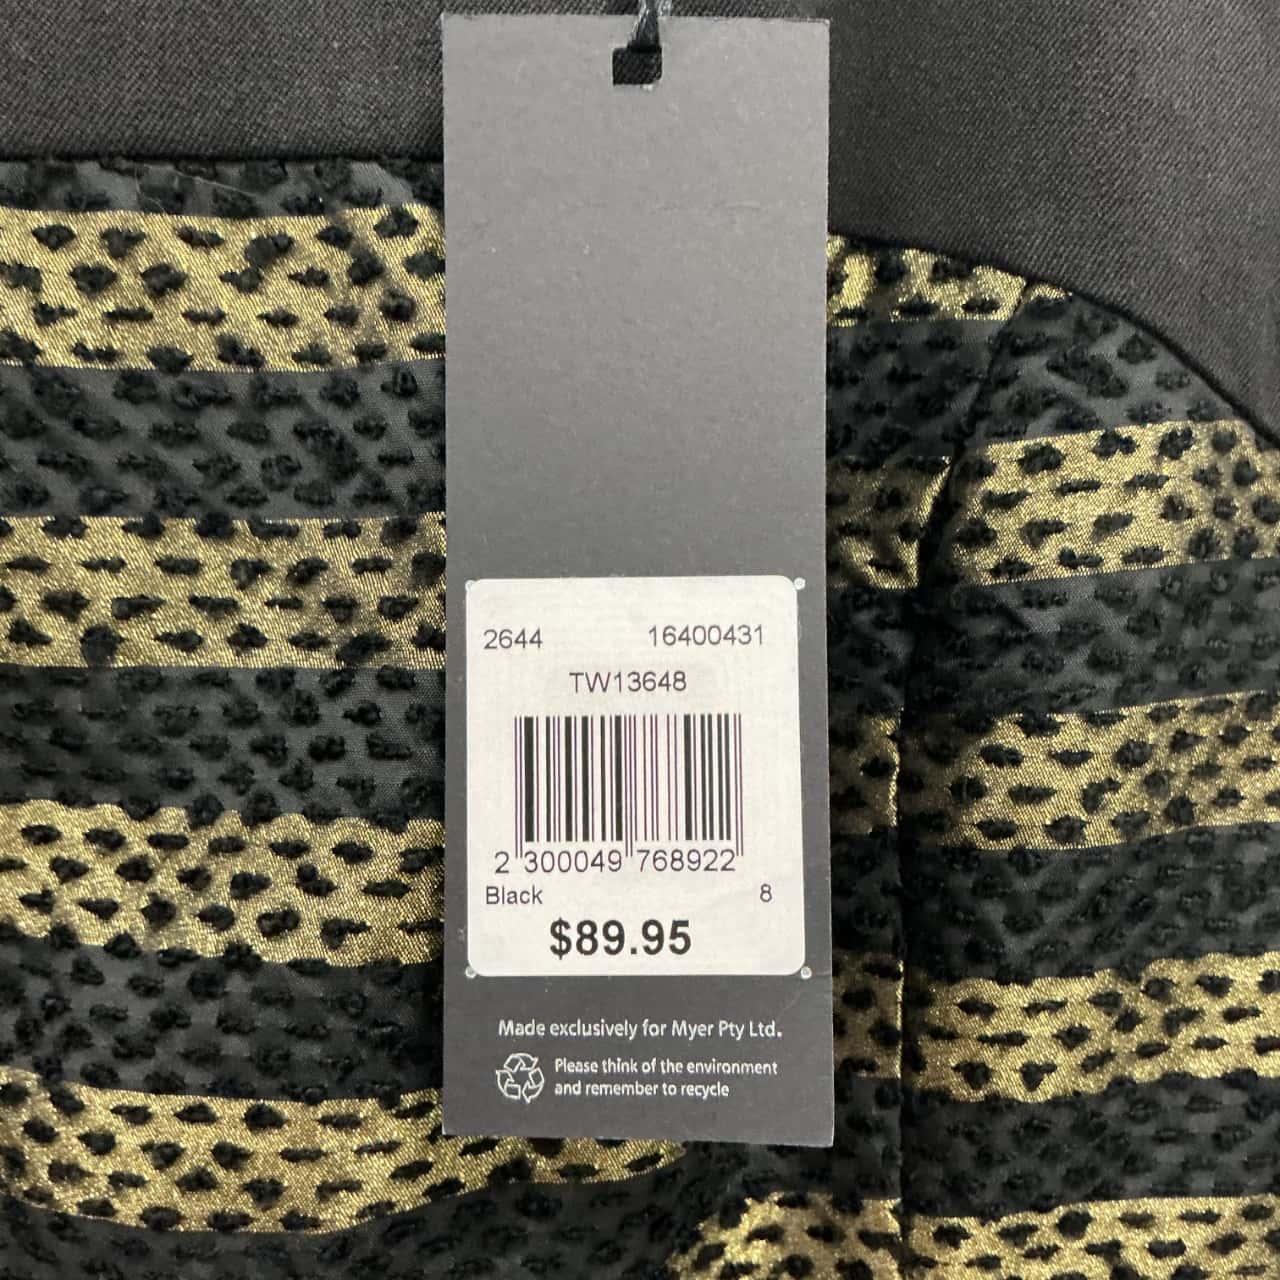 2644 16400431
TW13648
2 300049 768922
Black 8
$89.95
Made exclusively for Myer Pty Ltd.
Please think of the environment
and remember to recycle